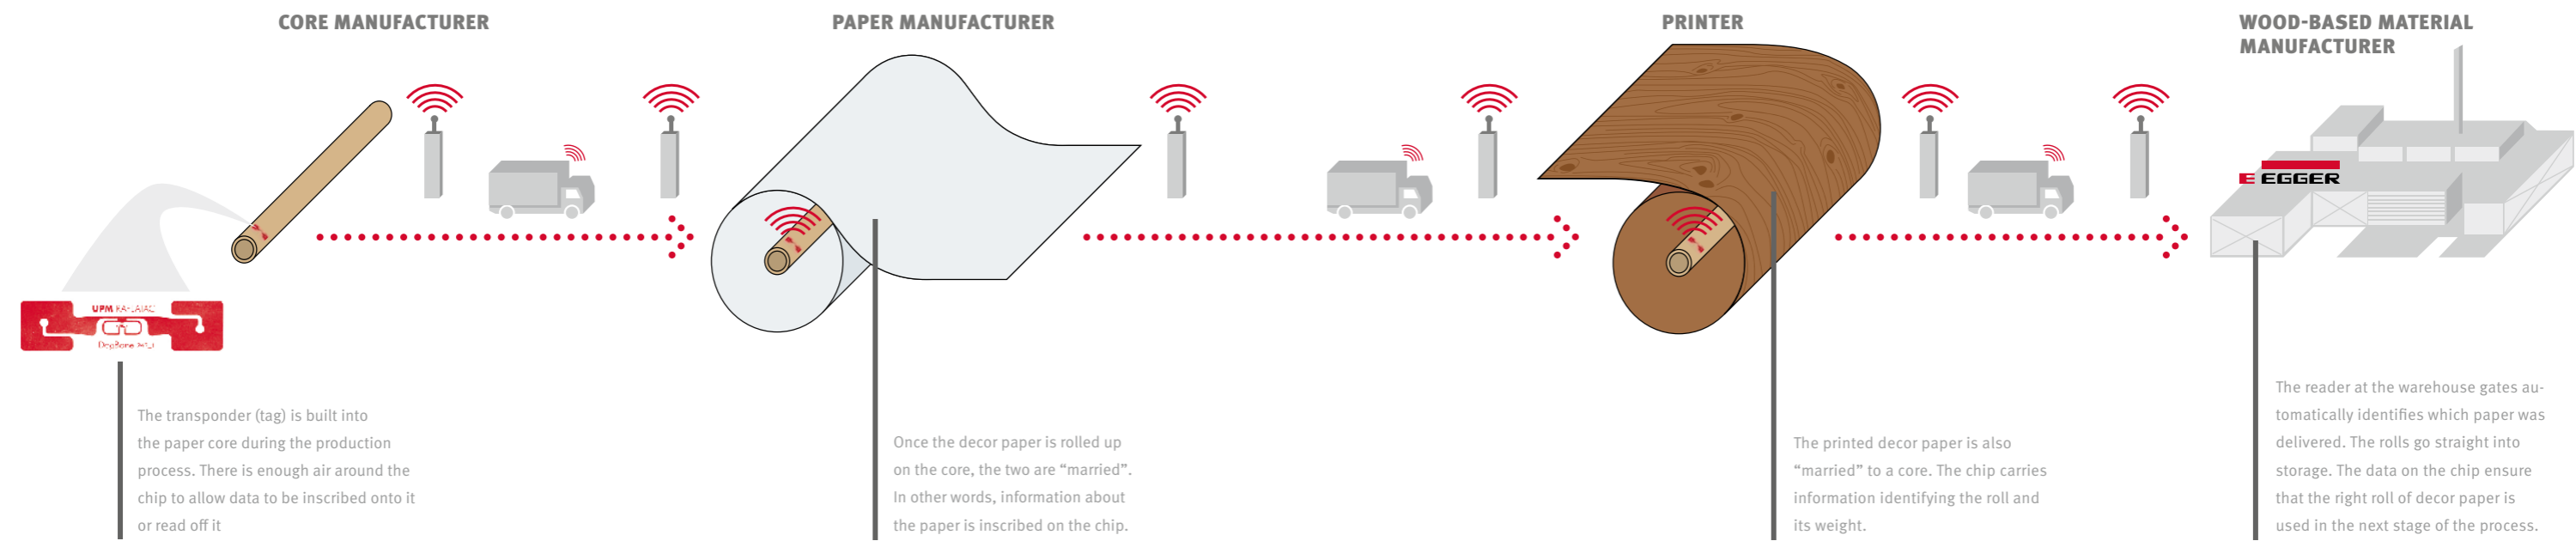 CORE MANUFACTURER
PAPER MANUFACTURER
PRINTER
WOOD-BASED MATERIAL
MANUFACTURER
E EGGER
UPM
DogBone
The transponder (tag) is built into
the paper core during the production
process. There is enough air around the
chip to allow data to be inscribed onto it
or read off it
Once the decor paper is rolled up
on the core, the two are “married”.
In other words, information about
the paper is inscribed on the chip.
The printed decor paper is also
“married” to a core. The chip carries
information identifying the roll and
its weight.
The reader at the warehouse gates au-
tomatically identifies which paper was
delivered. The rolls go straight into
storage. The data on the chip ensure
that the right roll of decor paper is
used in the next stage of the process.